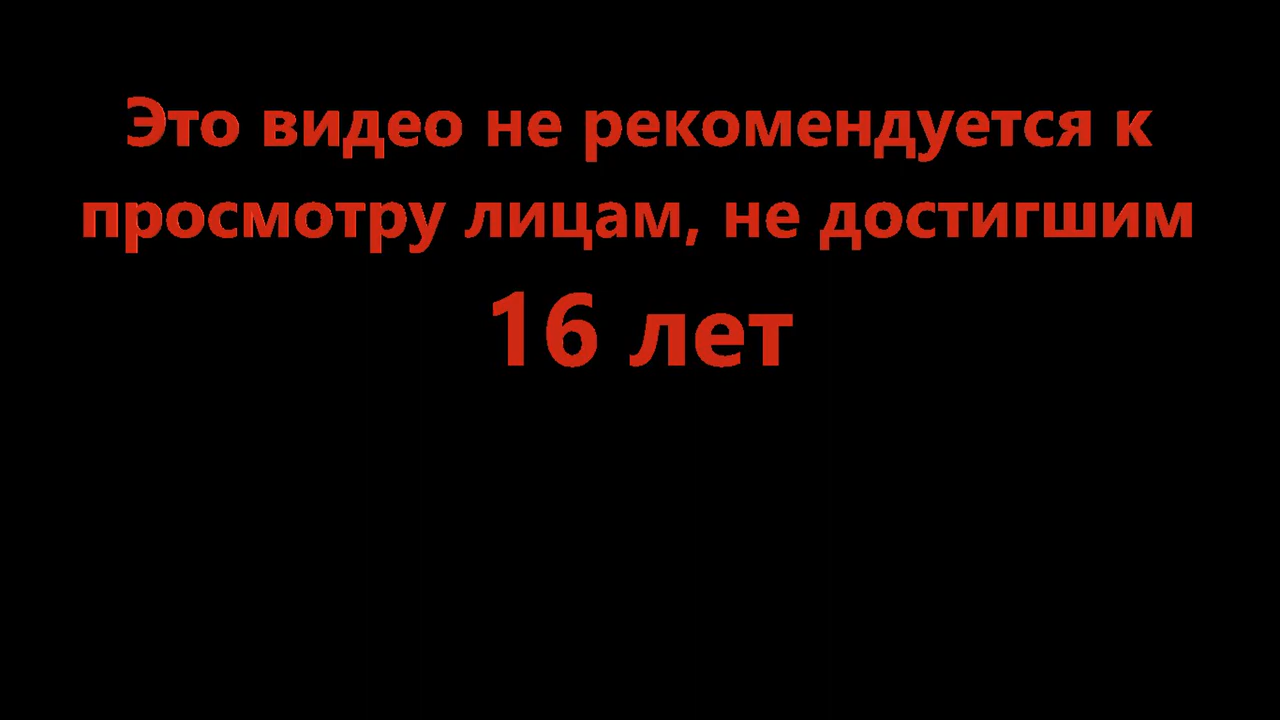 Это видео не рекомендуется к
просмотру лицам, не достигшим
16 лет